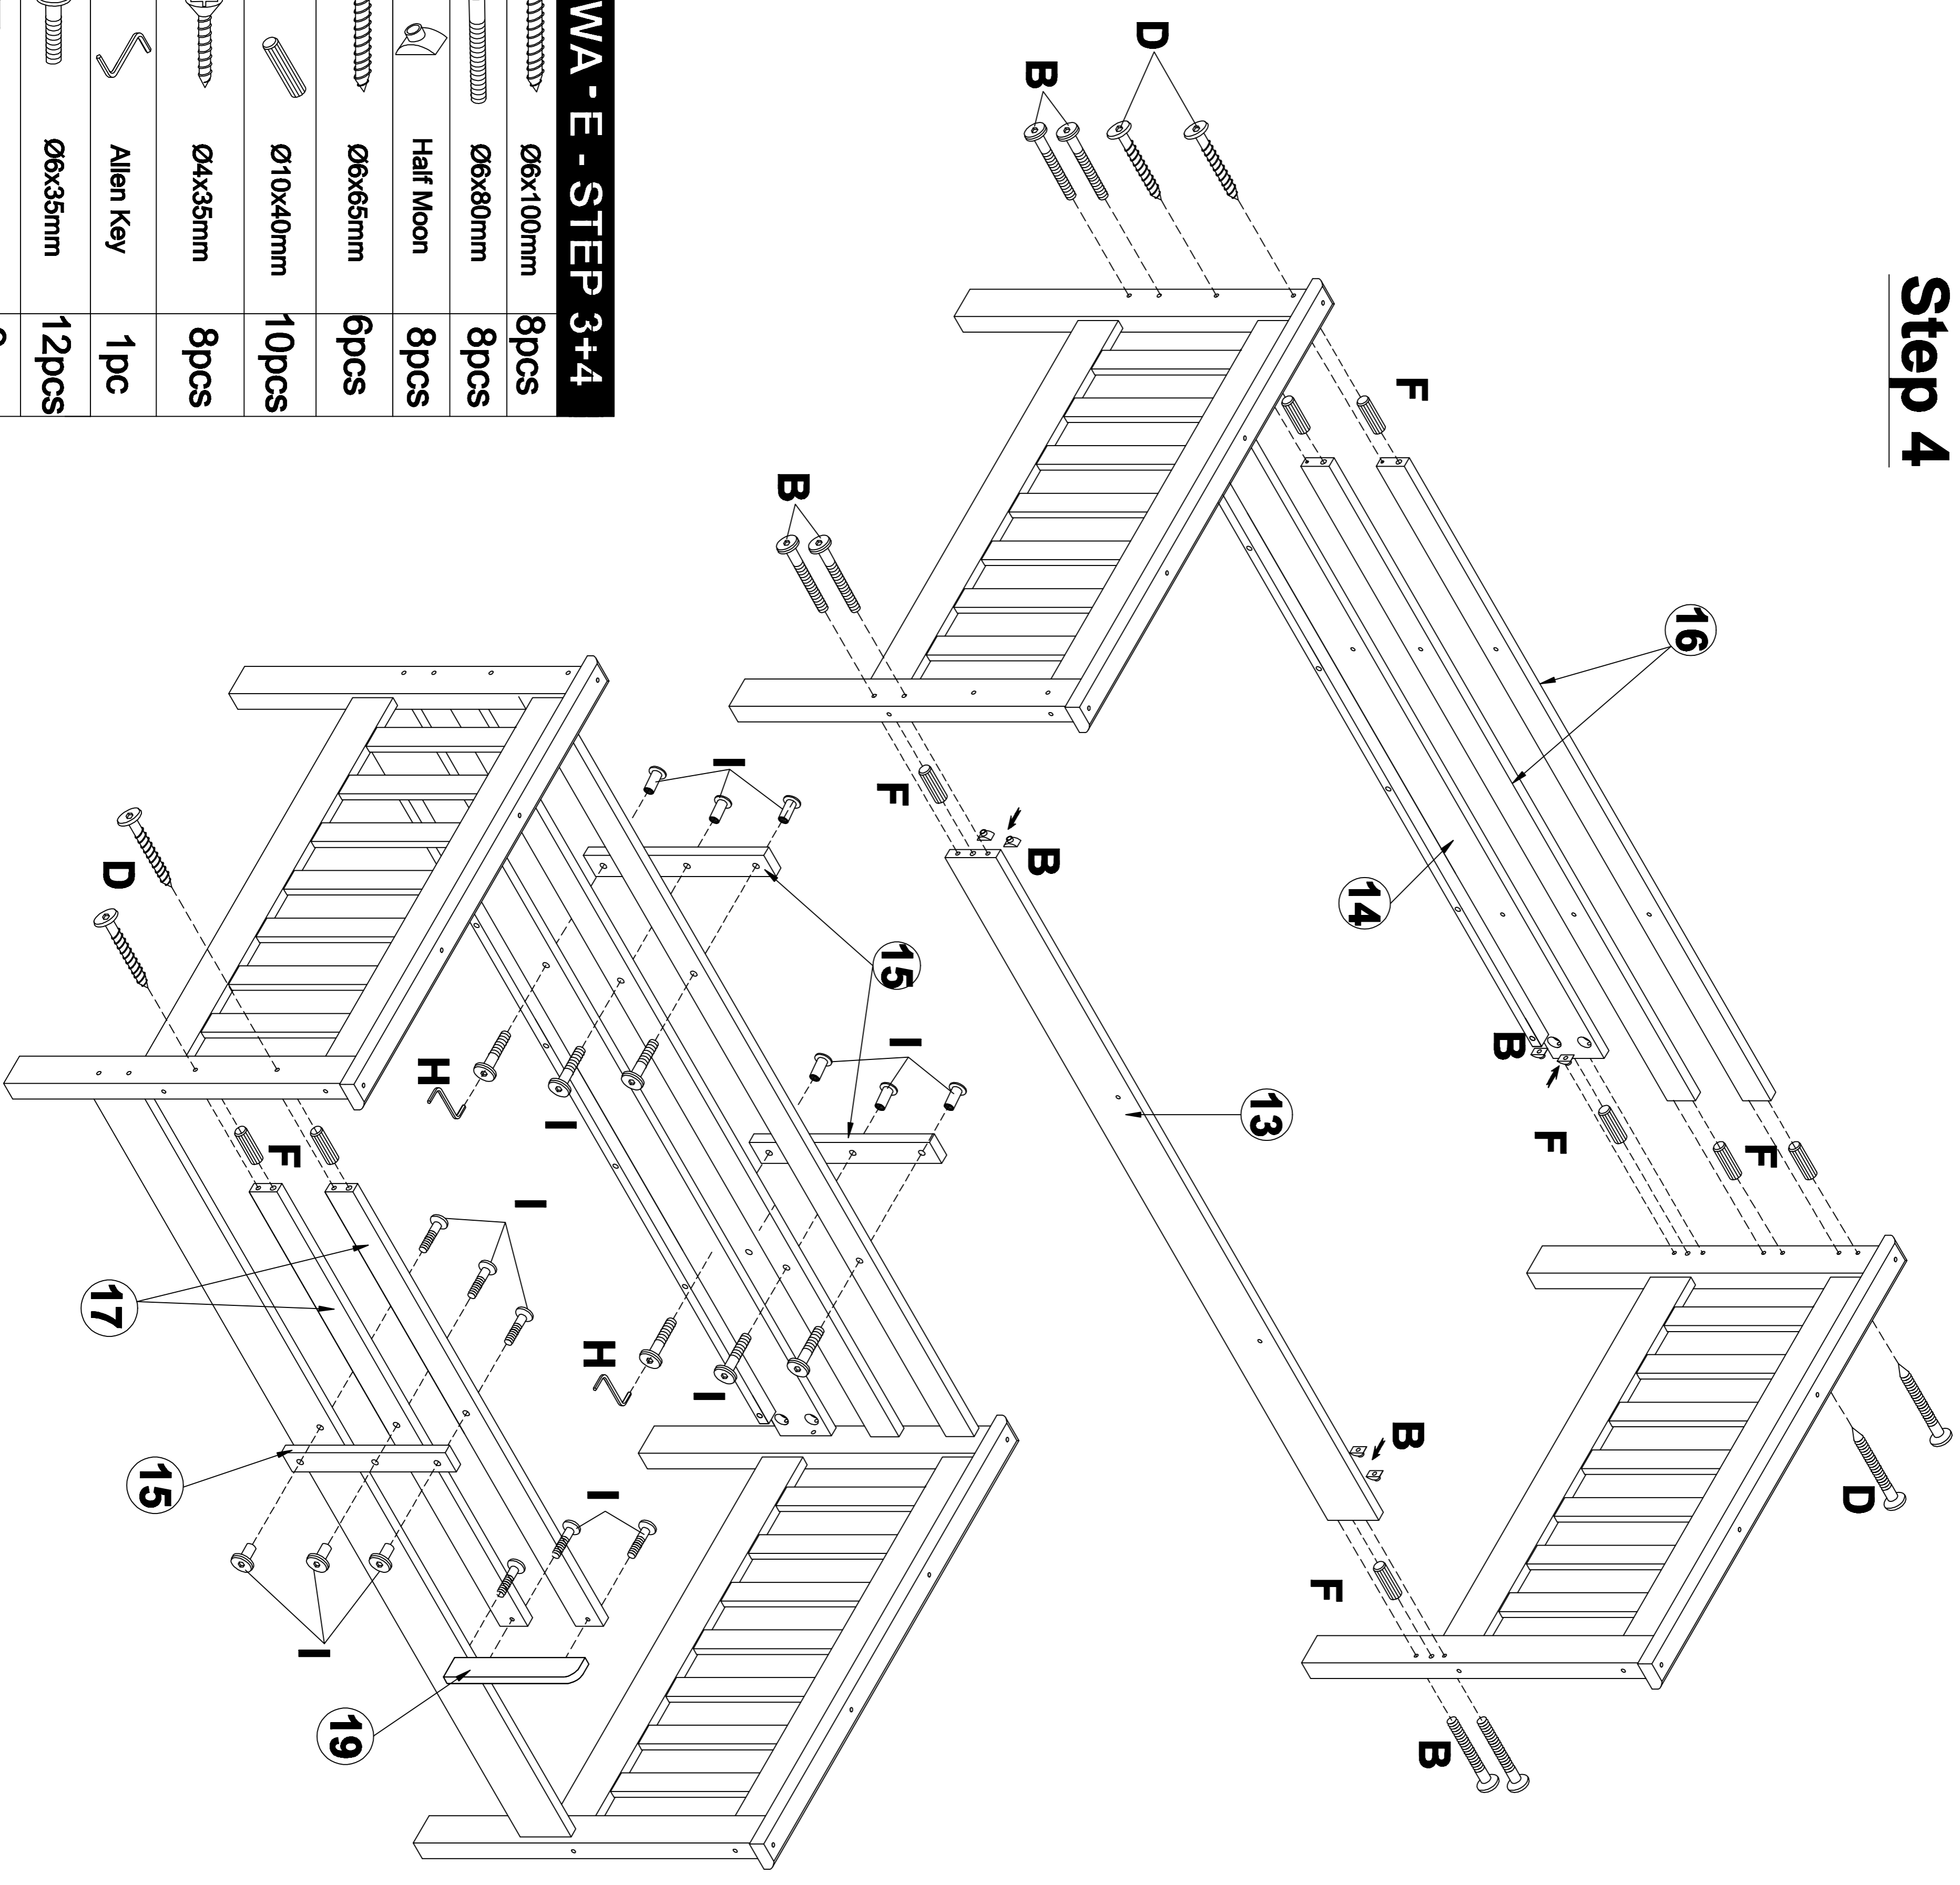 Step 4
D
B
F
16
14
B
F
F
D
B
F
B
13
B
F
B
I
15
I
H
I
H
I
D
F
17
I
15
I
I
19
WA - E - STEP 3+4
Ø6x100mm 8pcs
Ø6x80mm 8pcs
Half Moon 8pcs
Ø6x65mm 6pcs
Ø10x40mm 10pcs
Ø4x35mm 8pcs
Allen Key 1pc
Ø6x35mm 12pcs